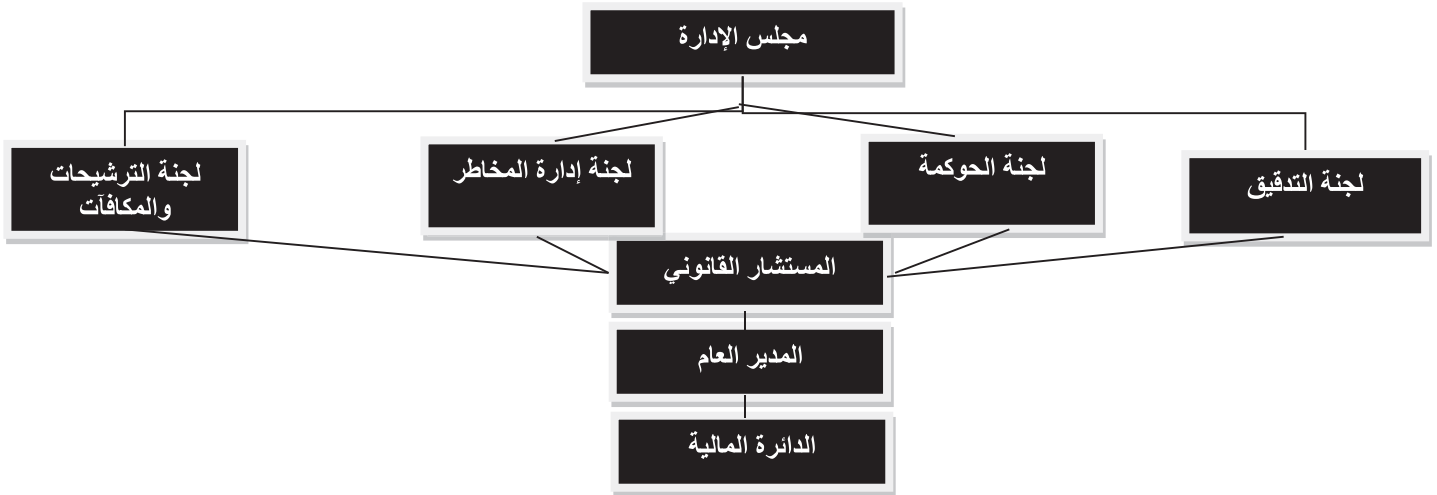 مجلس الإدارة
لجنة التدقيق
لجنة الحوكمة
لجنة إدارة المخاطر
لجنة الترشيحات
والمكافآت
المستشار القانوني
المدير العام
الدائرة المالية